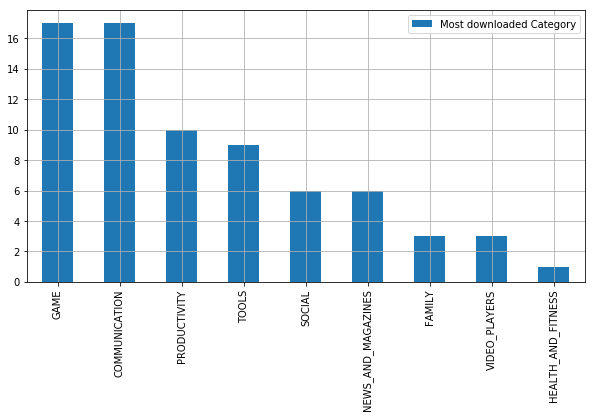 Most downloaded Category
16
14
12
10
8
6
4
2
0
GAME
COMMUNICATION
PRODUCTIVITY
TOOLS
SOCIAL
NEWS_AND_MAGAZINES
FAMILY
VIDEO_PLAYERS
HEALTH_AND_FITNESS